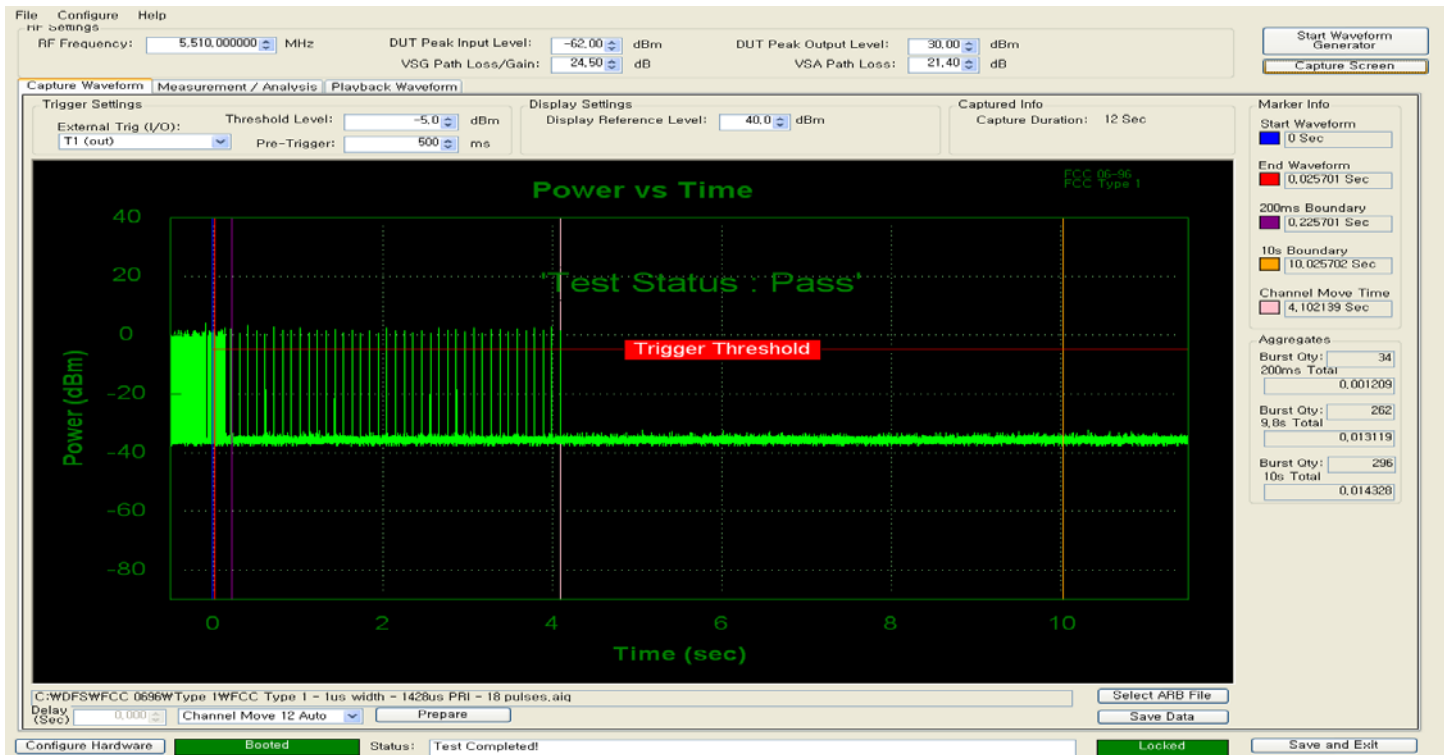 File Configure Help
RF Settings
RF Frequency: 5,510,000000 MHz DUT Peak Input Level: -62,00 dBm DUT Peak Output Level: 30,00 dBm Start Waveform Generator
VSG Path Loss/Gain: 24,50 dB VSA Path Loss: 21,40 dB Capture Screen
Capture Waveform Measurement / Analysis Playback Waveform
Trigger Settings Display Settings Captured Info Marker Info
External Trig (I/O): Threshold Level: -5,0 dBm Display Reference Level: 40,0 dBm Capture Duration: 12 Sec
T1 (out) Pre-Trigger: 500 ms
Start Waveform
0 Sec
End Waveform
0,025701 Sec
200ms Boundary
0,225701 Sec
10s Boundary
10,025702 Sec
Channel Move Time
4,102139 Sec
Aggregates
Burst Qty: 34
200ms Total
0,001209
Burst Qty: 262
9,8s Total
0,013119
Burst Qty: 296
10s Total
0,014328
FCC 06-96
FCC Type 1
Power vs Time
'Test Status : Pass'
Trigger Threshold
Power (dBm)
40
20
0
-20
-40
-60
-80
0 2 4 6 8 10
Time (sec)
C:₩DFS₩FCC 0696₩Type 1₩FCC Type 1 - 1us width - 1428us PRI - 18 pulses,aiq Select ARB File
Delay (Sec) 0,000 Channel Move 12 Auto Prepare Save Data
Configure Hardware Booted Status: Test Completed! Locked Save and Exit